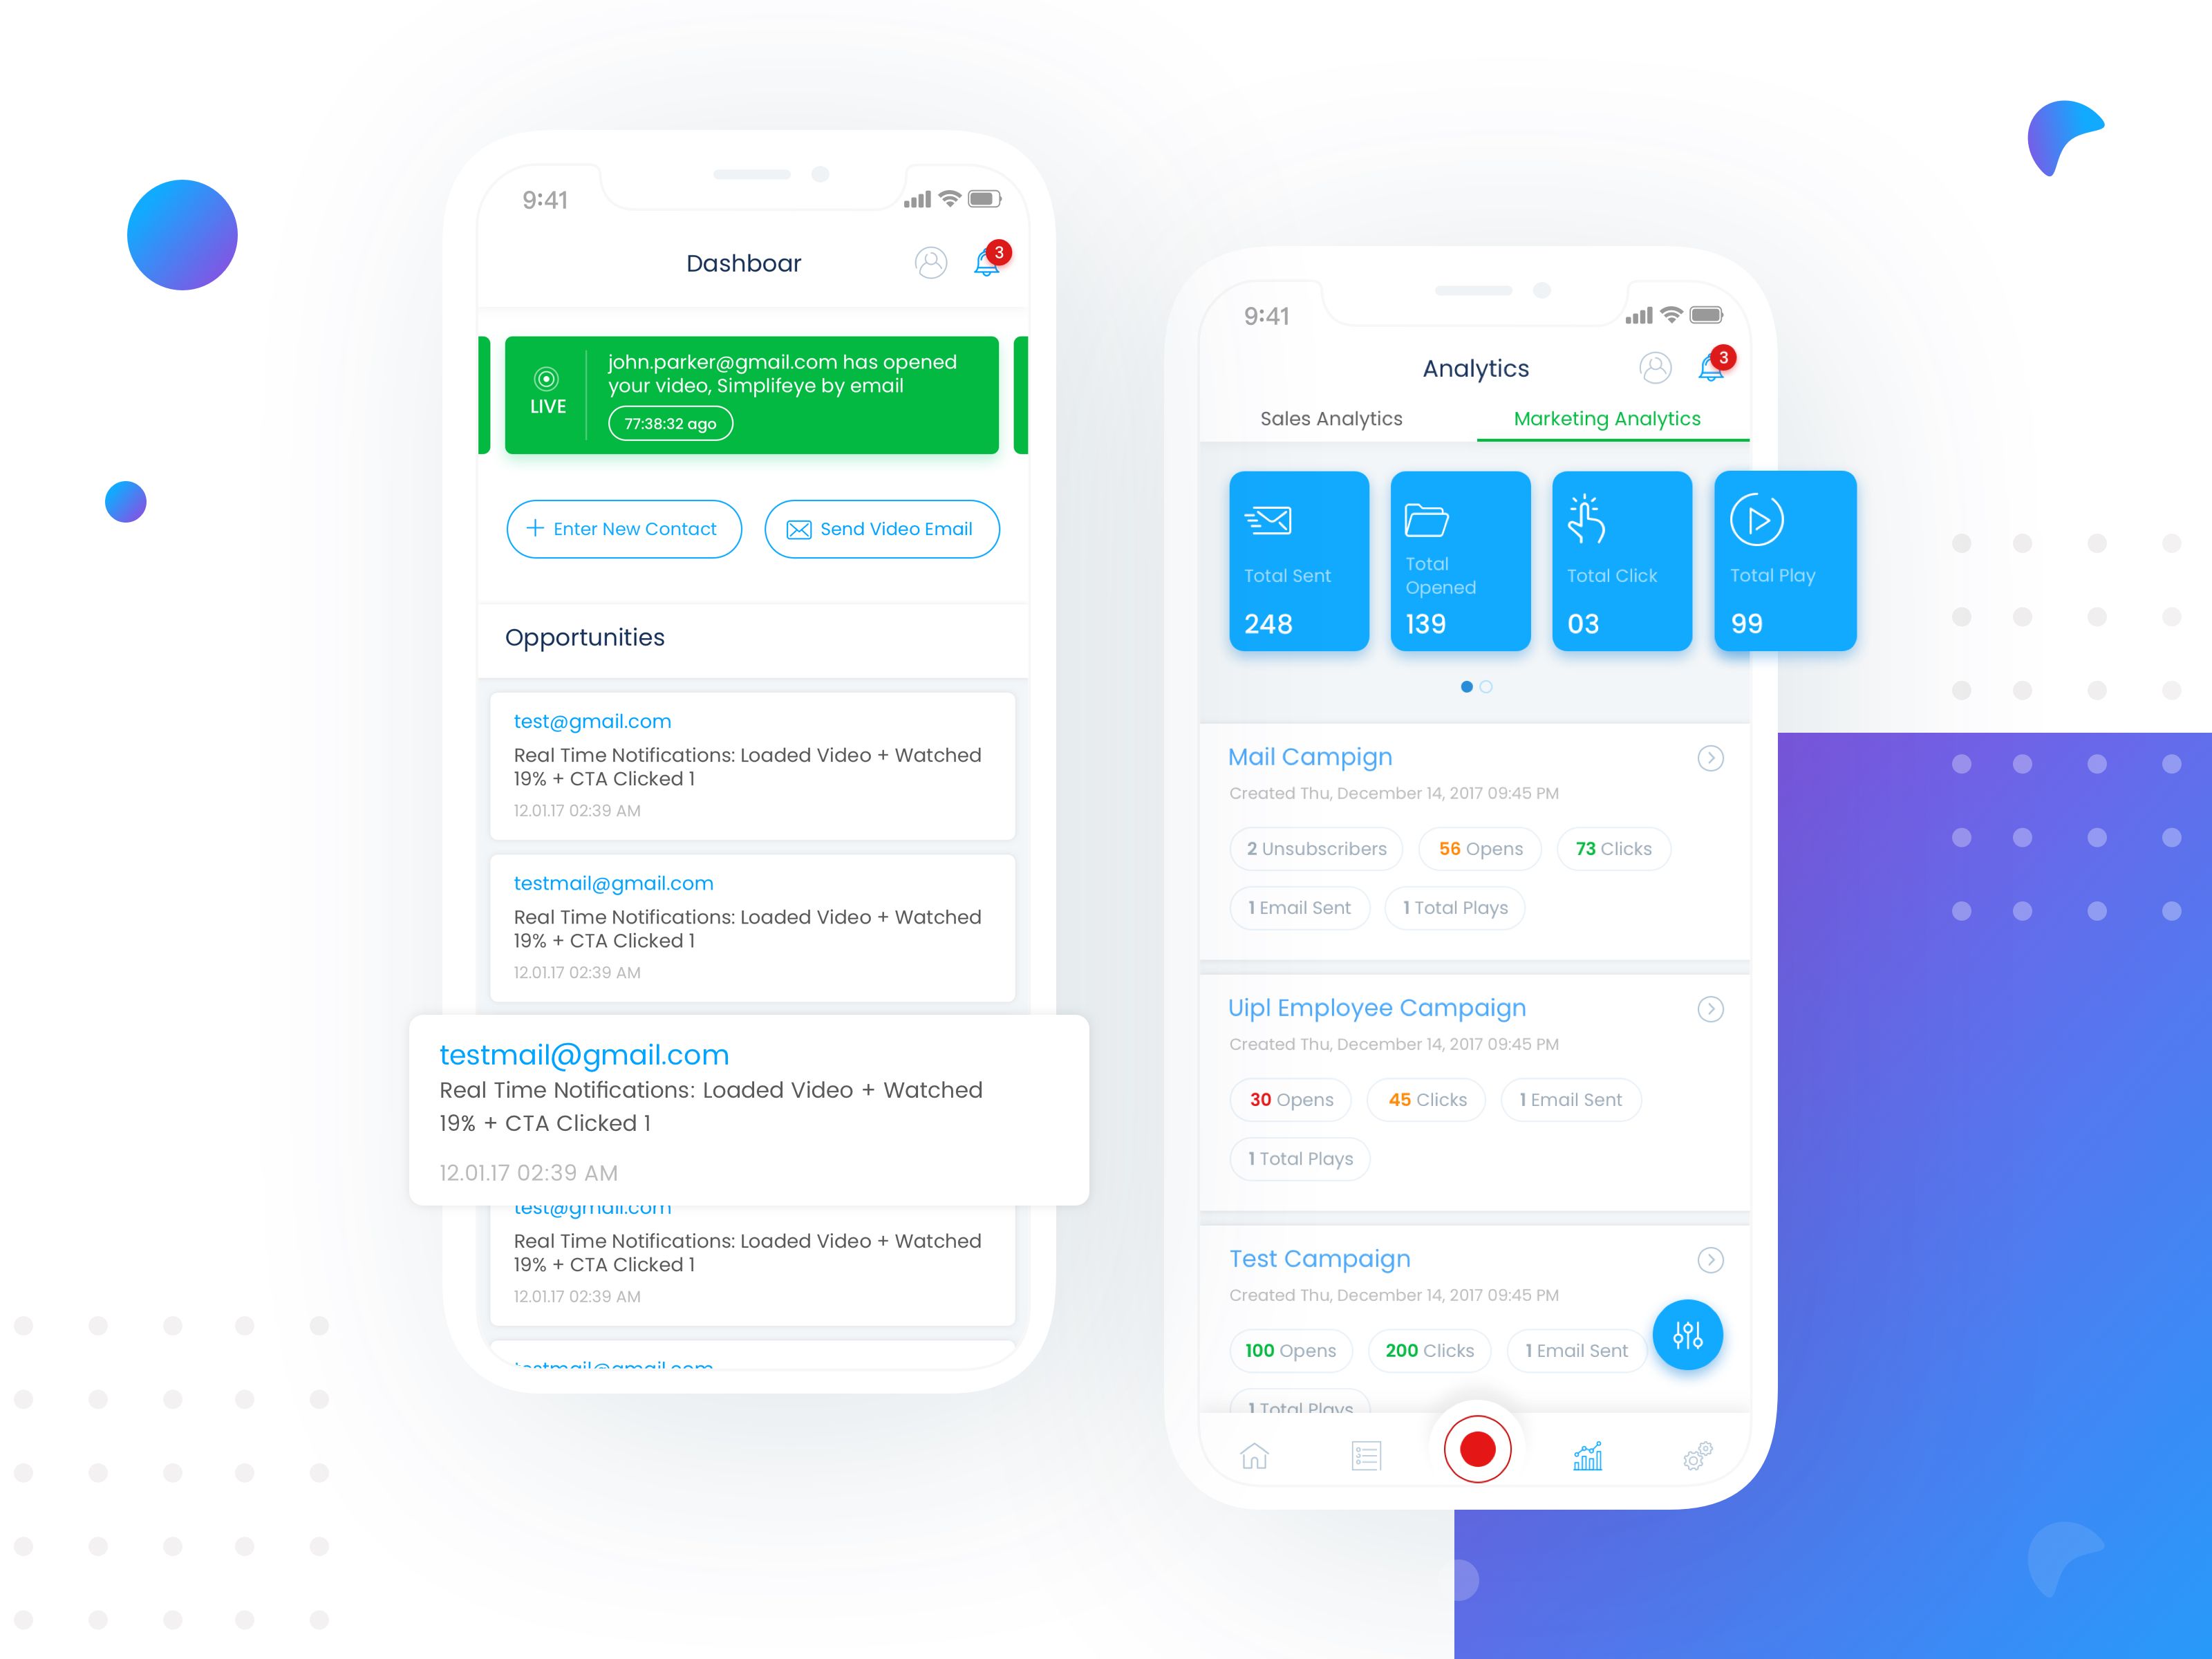 9:41
Dashboar
3
LIVE
john.parker@gmail.com has opened
your video, Simplifeye by email
77:38:32 ago
Enter New Contact
Send Video Email
Opportunities
test@gmail.com
Real Time Notifications: Loaded Video + Watched
19% + CTA Clicked 1
12.01.17 02:39 AM
testmail@gmail.com
Real Time Notifications: Loaded Video + Watched
19% + CTA Clicked 1
12.01.17 02:39 AM
testmail@gmail.com
Real Time Notifications: Loaded Video + Watched
19% + CTA Clicked 1
12.01.17 02:39 AM
test@gmail.com
Real Time Notifications: Loaded Video + Watched
19% + CTA Clicked 1
12.01.17 02:39 AM
testmail@gmail.com
9:41
Analytics
3
Sales Analytics
Marketing Analytics
Total Sent
248
Total
Opened
139
Total Click
03
Total Play
99
Mail Campign
Created Thu, December 14, 2017 09:45 PM
2 Unsubscribers
56 Opens
73 Clicks
1 Email Sent
1 Total Plays
Uipl Employee Campaign
Created Thu, December 14, 2017 09:45 PM
30 Opens
45 Clicks
1 Email Sent
1 Total Plays
Test Campaign
Created Thu, December 14, 2017 09:45 PM
100 Opens
200 Clicks
1 Email Sent
1 Total Plays